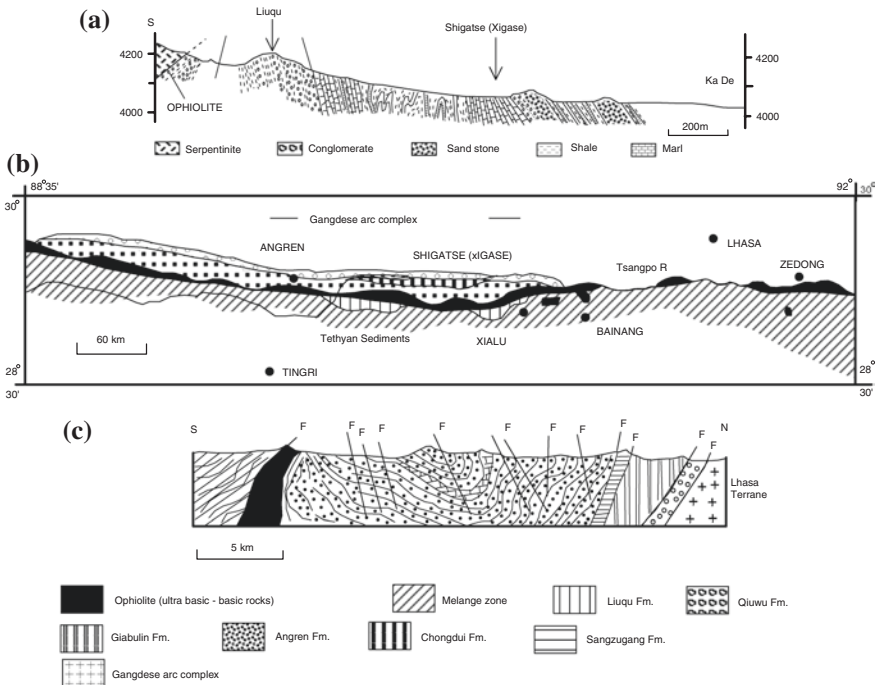 (a)
S
Liuqu
Shigatse (Xigase)
4200
4200
Ka De
OPHIOLITE
4000
4000
200m
Serpentinite
Conglomerate
Sand stone
Shale
Marl
(b)
88°35'
92°
30°
30°
Gangdese arc complex
ANGREN
SHIGATSE (xIGASE)
LHASA
Tsangpo R
ZEDONG
60 km
Tethyan Sediments
XIALU
BAINANG
TINGRI
28°
30'
28°
30'
(c)
S
F
F
F
F
F
F
F
F
F
F
F
N
Lhasa
Terrane
5 km
Ophiolite (ultra basic - basic rocks)
Melange zone
Liuqu Fm.
Qiuwu Fm.
Giabulin Fm.
Angren Fm.
Chongdui Fm.
Sangzugang Fm.
Gangdese arc complex